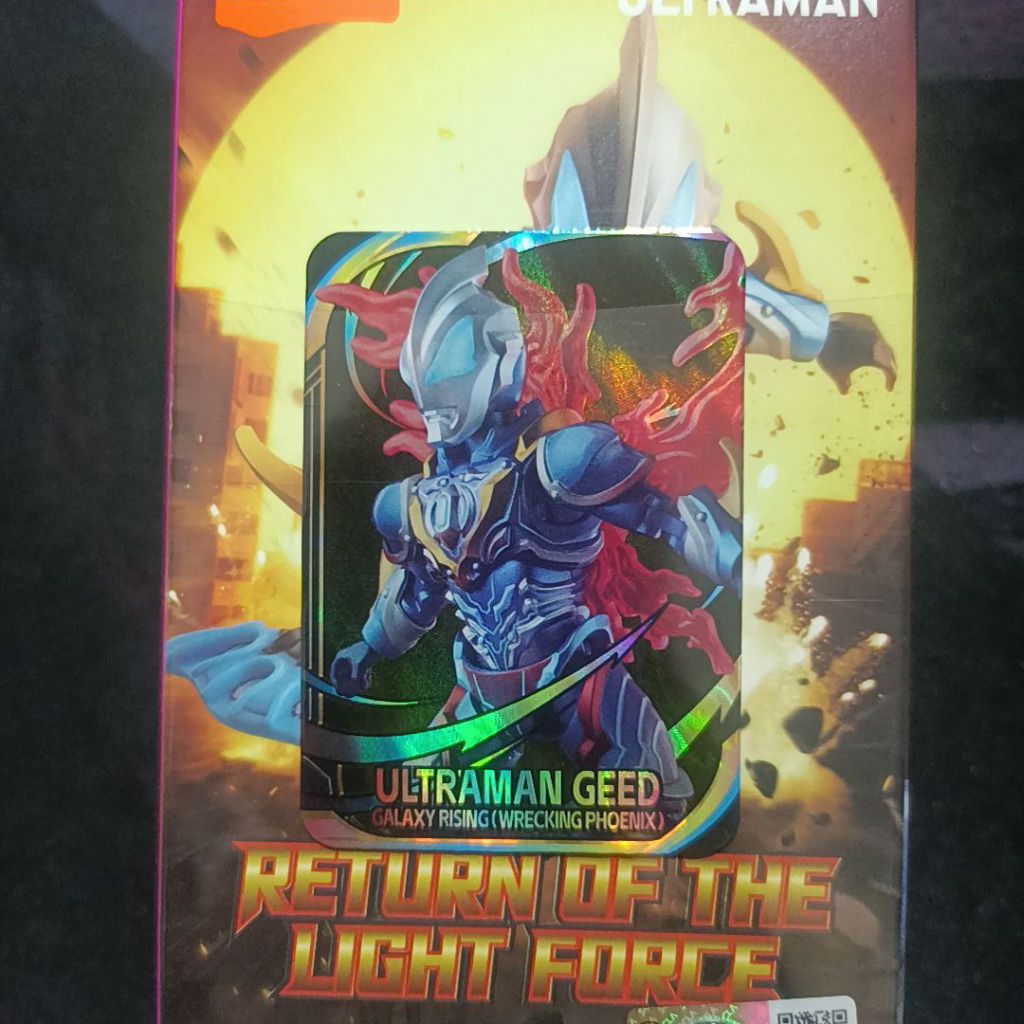 ULTRAMAN
ULTRAMAN GEED
GALAXY RISING (WRECKING PHOENIX)
RETURN OF THE
LIGHT FORCE